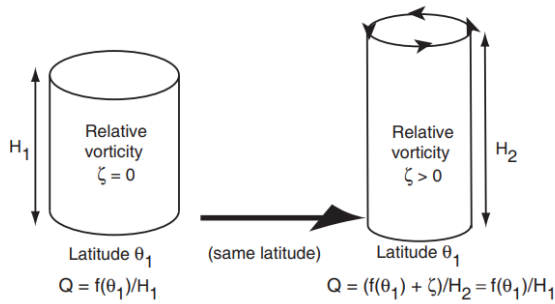 H₁
Relative
vorticity
ζ = 0
Latitude θ₁
Q = f(θ₁)/H₁
(same latitude)
Relative
vorticity
ζ > 0
H₂
Latitude θ₁
Q = (f(θ₁) + ζ)/H₂ = f(θ₁)/H₁